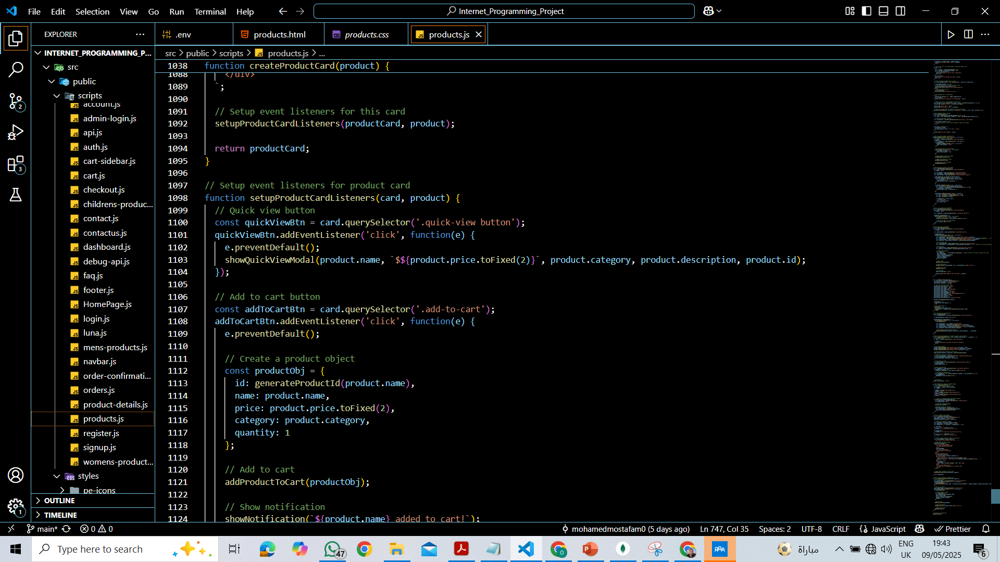 File Edit Selection View Go Run Terminal Help
Internet_Programming_Project
EXPLORER
.env
products.html
products.css
products.js
INTERNET_PROGRAMMING_P...
src
public
scripts
account.js
admin-login.js
api.js
auth.js
cart-sidebar.js
cart.js
checkout.js
childrens-produc...
contact.js
contactus.js
dashboard.js
debug-api.js
faq.js
footer.js
HomePage.js
login.js
luna.js
mens-products.js
navbar.js
order-confirmati...
orders.js
product-details.js
products.js
register.js
signup.js
womens-product...
styles
pe-icons
OUTLINE
TIMELINE
2
3
1
src > public > scripts > products.js > ...
1038 function createProductCard(product) {
1088 </div>
1089 `;
1090
1091 // Setup event listeners for this card
1092 setupProductCardListeners(productCard, product);
1093
1094 return productCard;
1095 }
1096
1097 // Setup event listeners for product card
1098 function setupProductCardListeners(card, product) {
1099 // Quick view button
1100 const quickViewBtn = card.querySelector('.quick-view button');
1101 quickViewBtn.addEventListener('click', function(e) {
1102 e.preventDefault();
1103 showQuickViewModal(product.name, `$${product.price.toFixed(2)}`, product.category, product.description, product.id);
1104 });
1105
1106 // Add to cart button
1107 const addToCartBtn = card.querySelector('.add-to-cart');
1108 addToCartBtn.addEventListener('click', function(e) {
1109 e.preventDefault();
1110
1111 // Create a product object
1112 const productObj = {
1113 id: generateProductId(product.name),
1114 name: product.name,
1115 price: product.price.toFixed(2),
1116 category: product.category,
1117 quantity: 1
1118 };
1119
1120 // Add to cart
1121 addProductToCart(productObj);
1122
1123 // Show notification
1124 showNotification(`${product.name} added to cart!`);
main* 0 0
mohamedmostafam0 (5 days ago) Ln 747, Col 35 Spaces: 2 UTF-8 CRLF JavaScript Prettier
Type here to search
47
مباراة
ENG
UK
19:43
09/05/2025
6